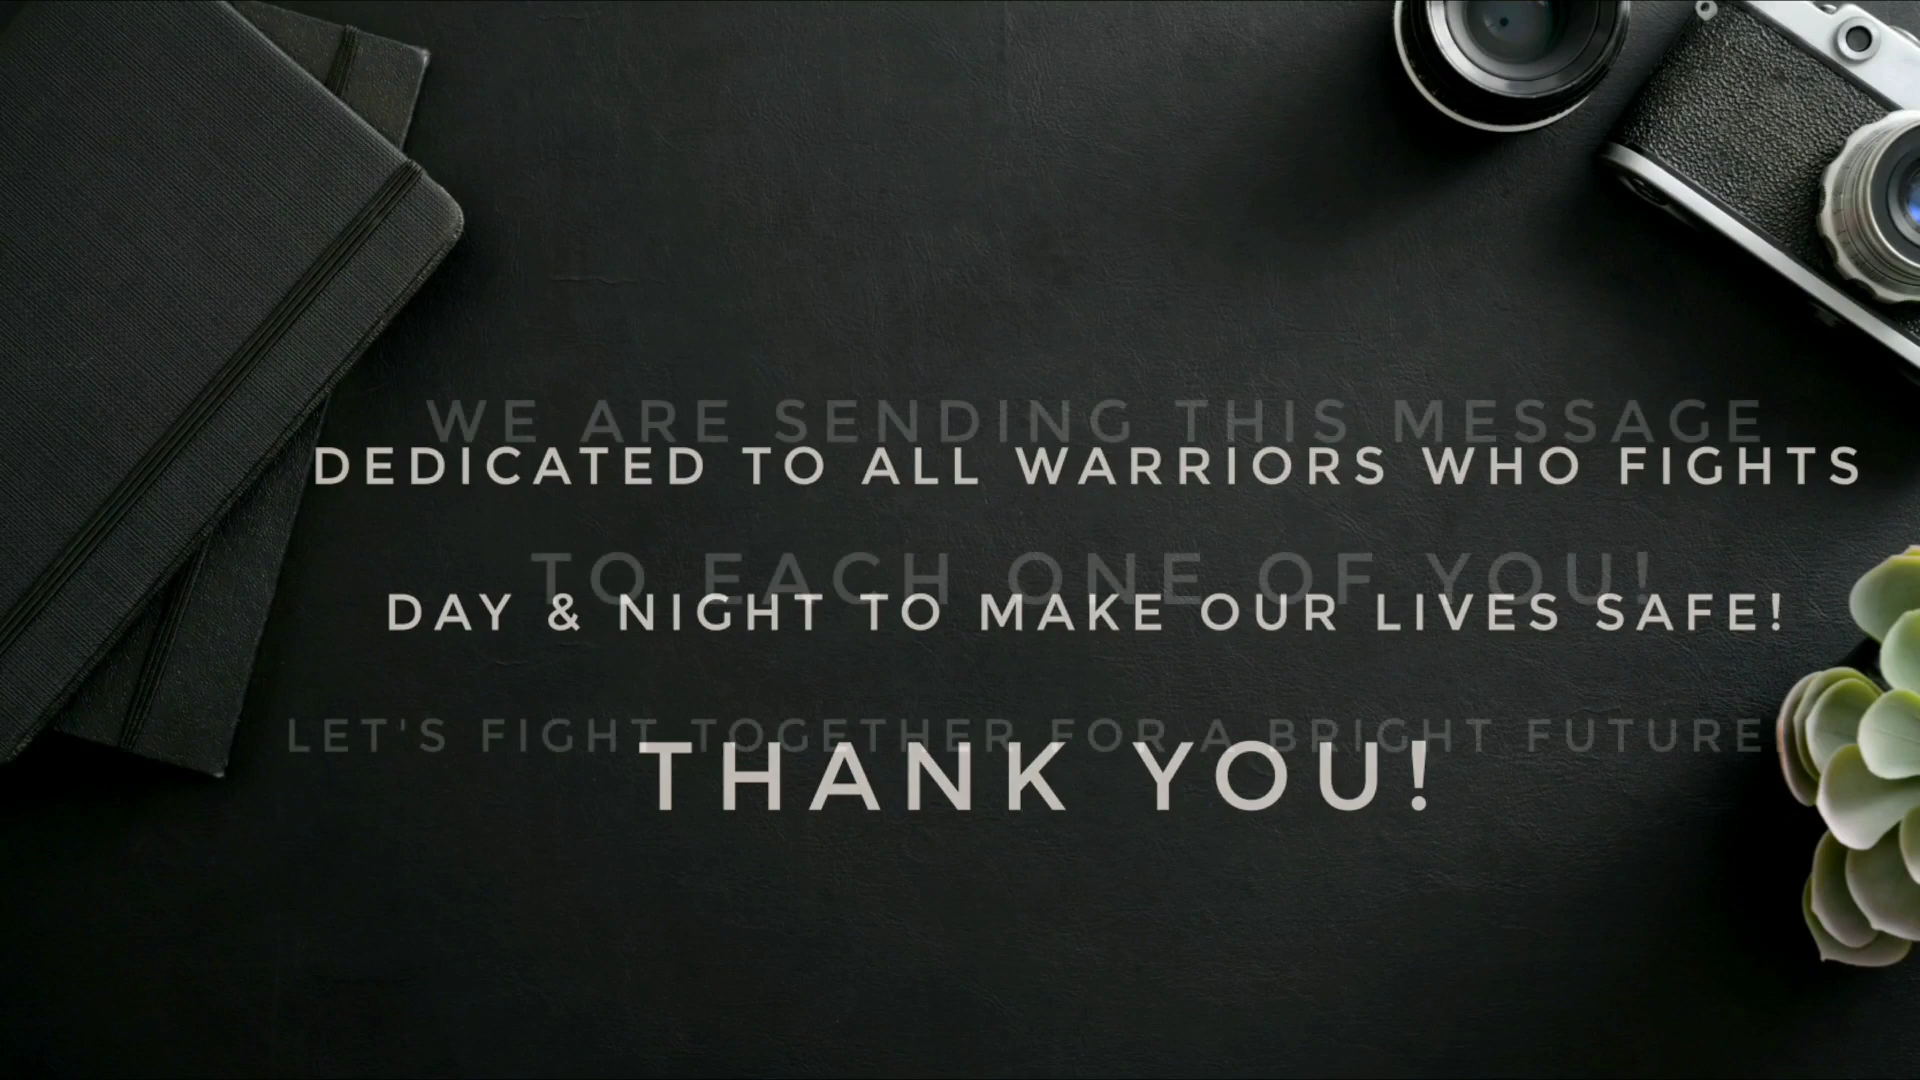 WE ARE SENDING THIS MESSAGE
DEDICATED TO ALL WARRIORS WHO FIGHTS
TO EACH ONE OF YOU!
DAY & NIGHT TO MAKE OUR LIVES SAFE!
LET'S FIGHT TOGETHER FOR A BRIGHT FUTURE
THANK YOU!